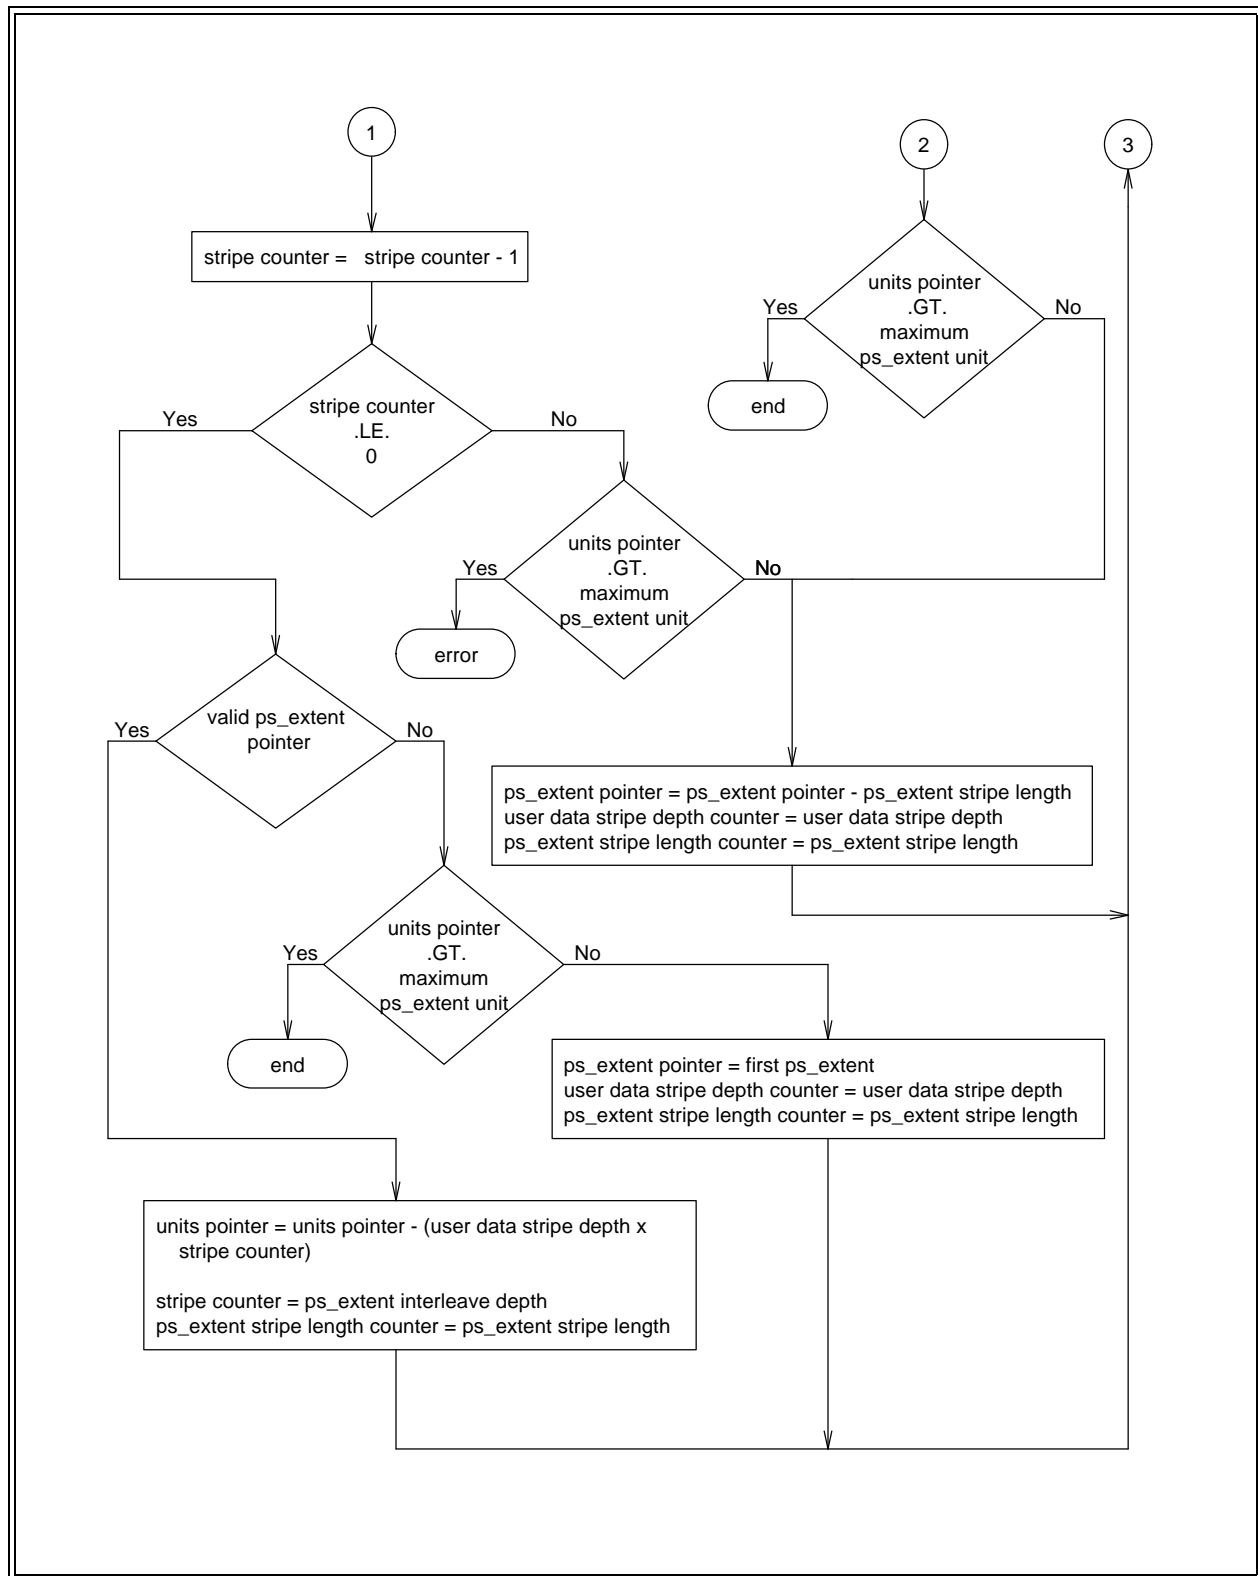 1
2
3
stripe counter =   stripe counter - 1
units pointer
.GT.
maximum
ps_extent unit
Yes
No
end
stripe counter
.LE.
0
Yes
No
units pointer
.GT.
maximum
ps_extent unit
Yes
No
error
valid ps_extent
pointer
Yes
No
ps_extent pointer = ps_extent pointer - ps_extent stripe length
user data stripe depth counter = user data stripe depth
ps_extent stripe length counter = ps_extent stripe length
units pointer
.GT.
maximum
ps_extent unit
Yes
No
end
ps_extent pointer = first ps_extent
user data stripe depth counter = user data stripe depth
ps_extent stripe length counter = ps_extent stripe length
units pointer = units pointer - (user data stripe depth x
stripe counter)
stripe counter = ps_extent interleave depth
ps_extent stripe length counter = ps_extent stripe length